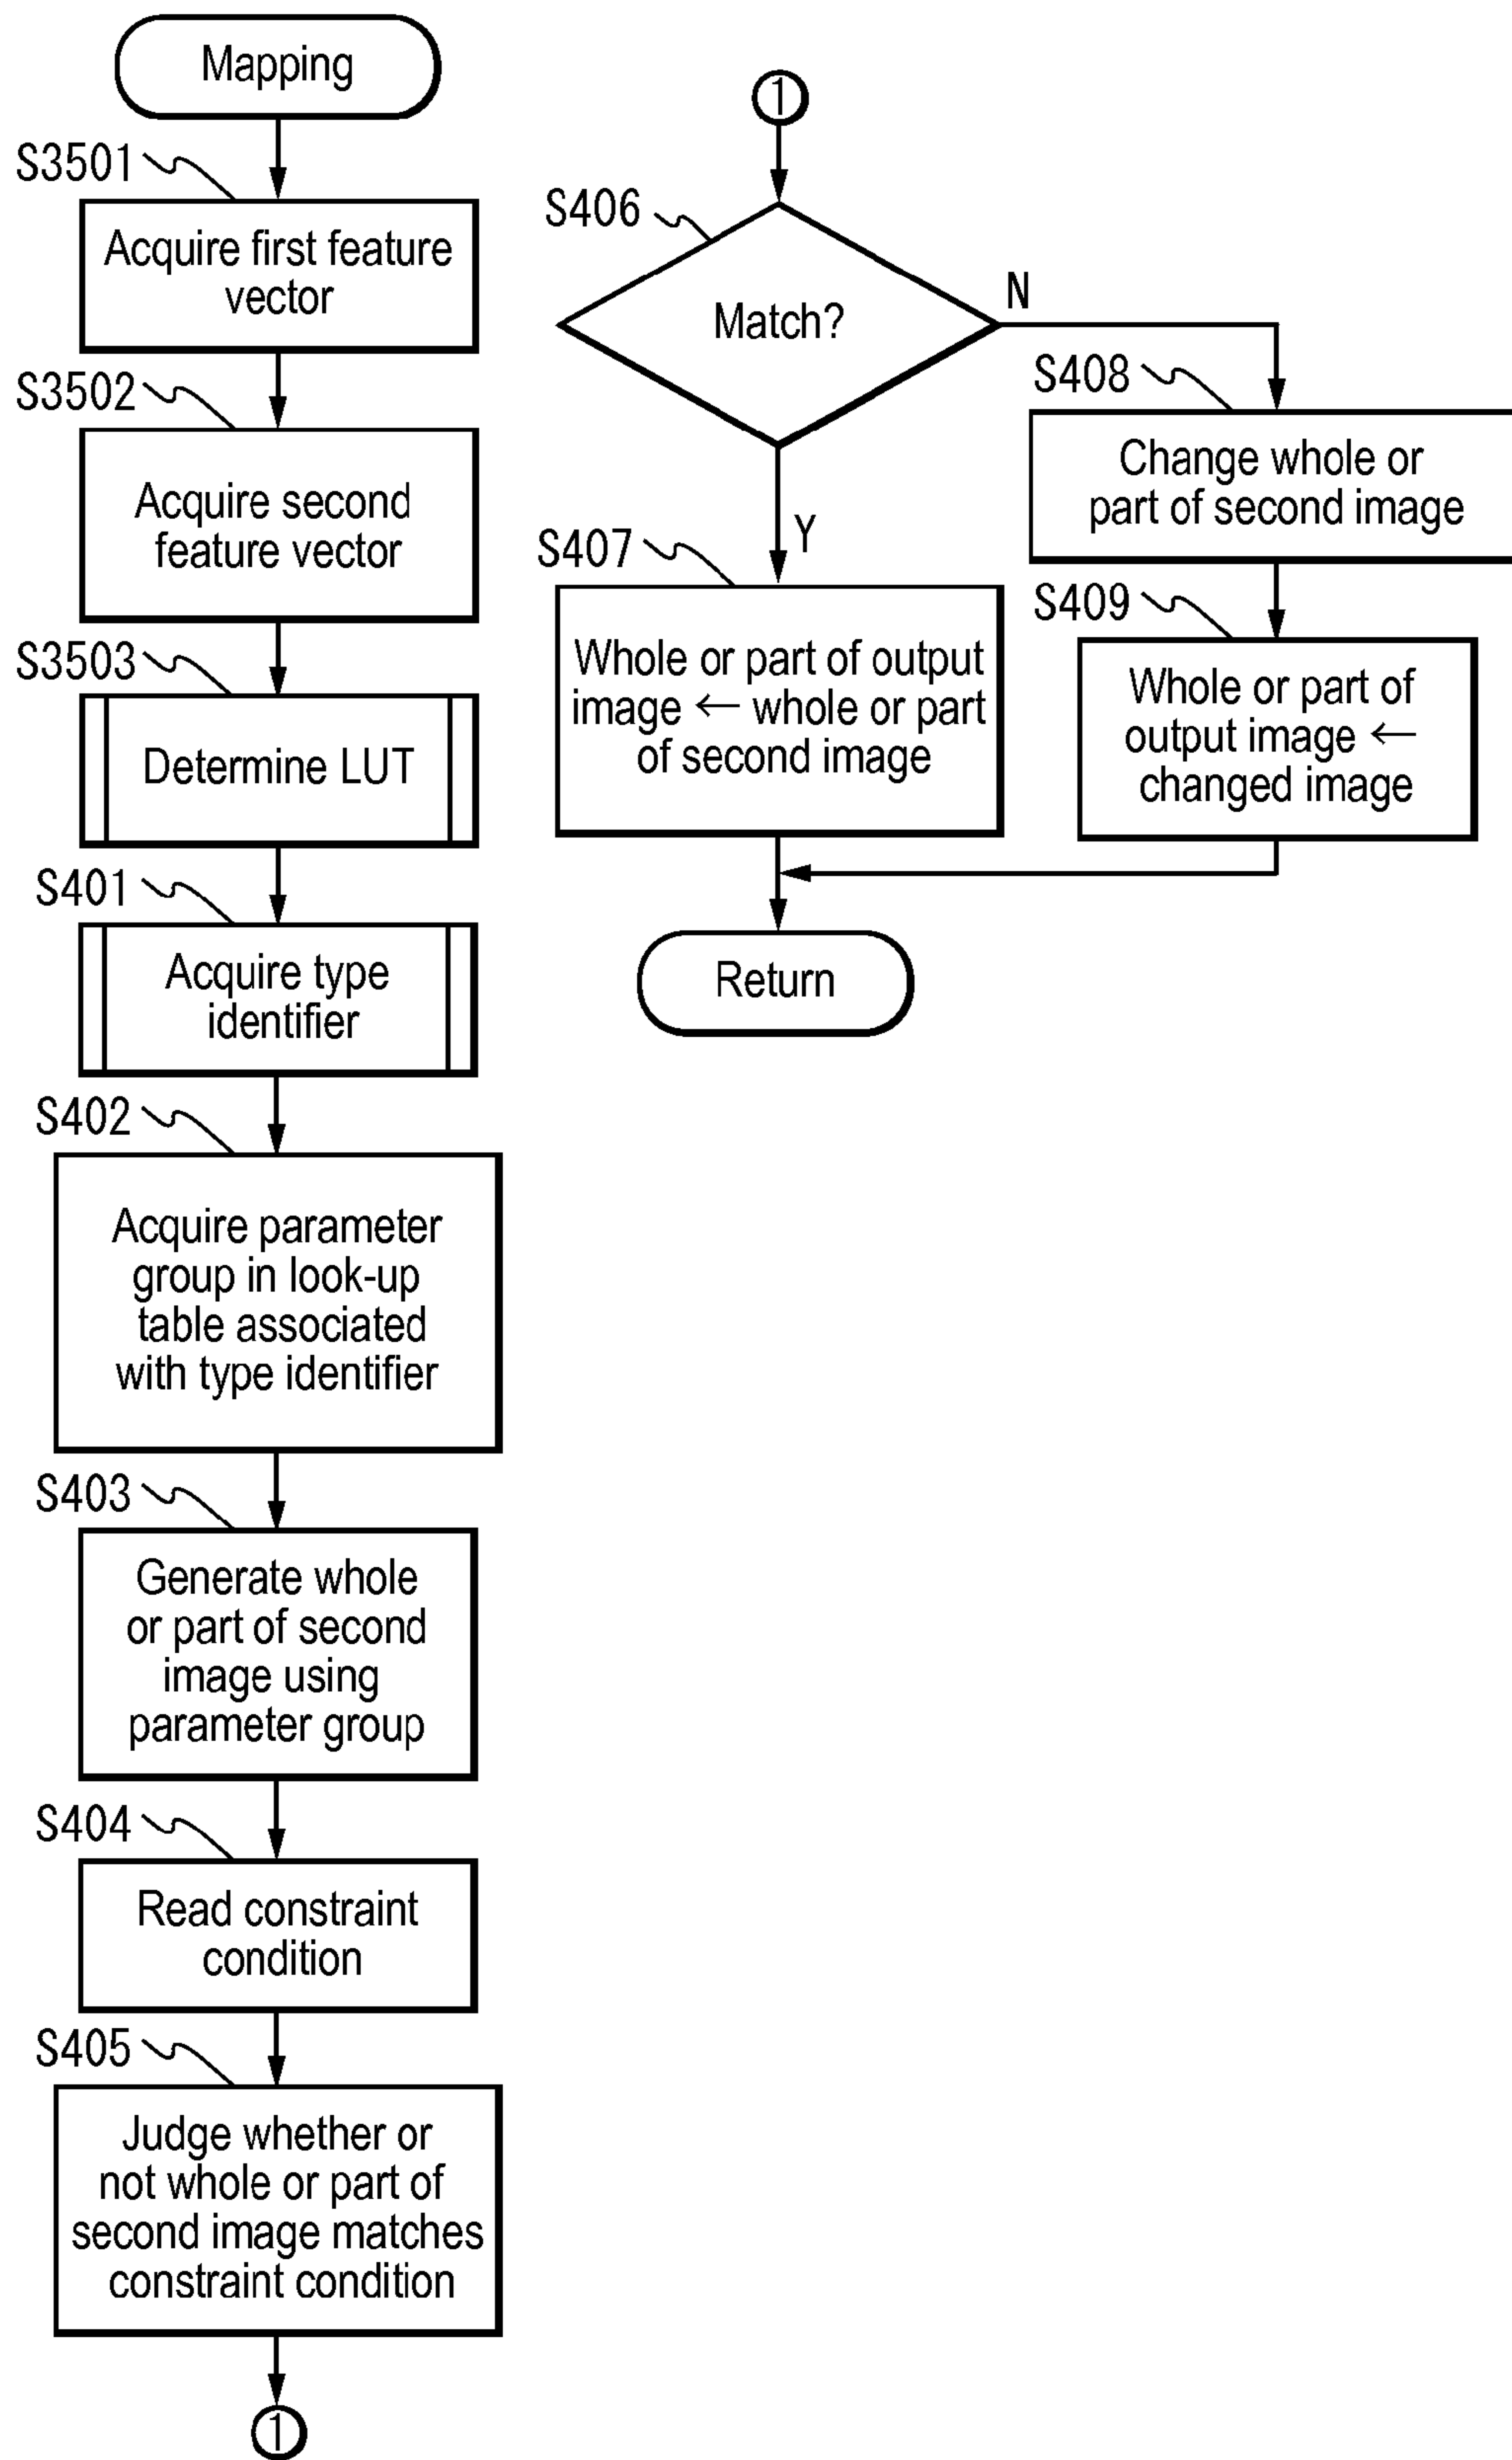 Mapping
S3501
Acquire first feature
vector
S3502
Acquire second
feature vector
S3503
Determine LUT
S401
Acquire type
identifier
S402
Acquire parameter
group in look-up
table associated
with type identifier
S403
Generate whole
or part of second
image using
parameter group
S404
Read constraint
condition
S405
Judge whether or
not whole or part of
second image matches
constraint condition
1
1
S406
Match?
N
Y
S407
Whole or part of output
image ← whole or part
of second image
S408
Change whole or
part of second image
S409
Whole or part of
output image ←
changed image
Return